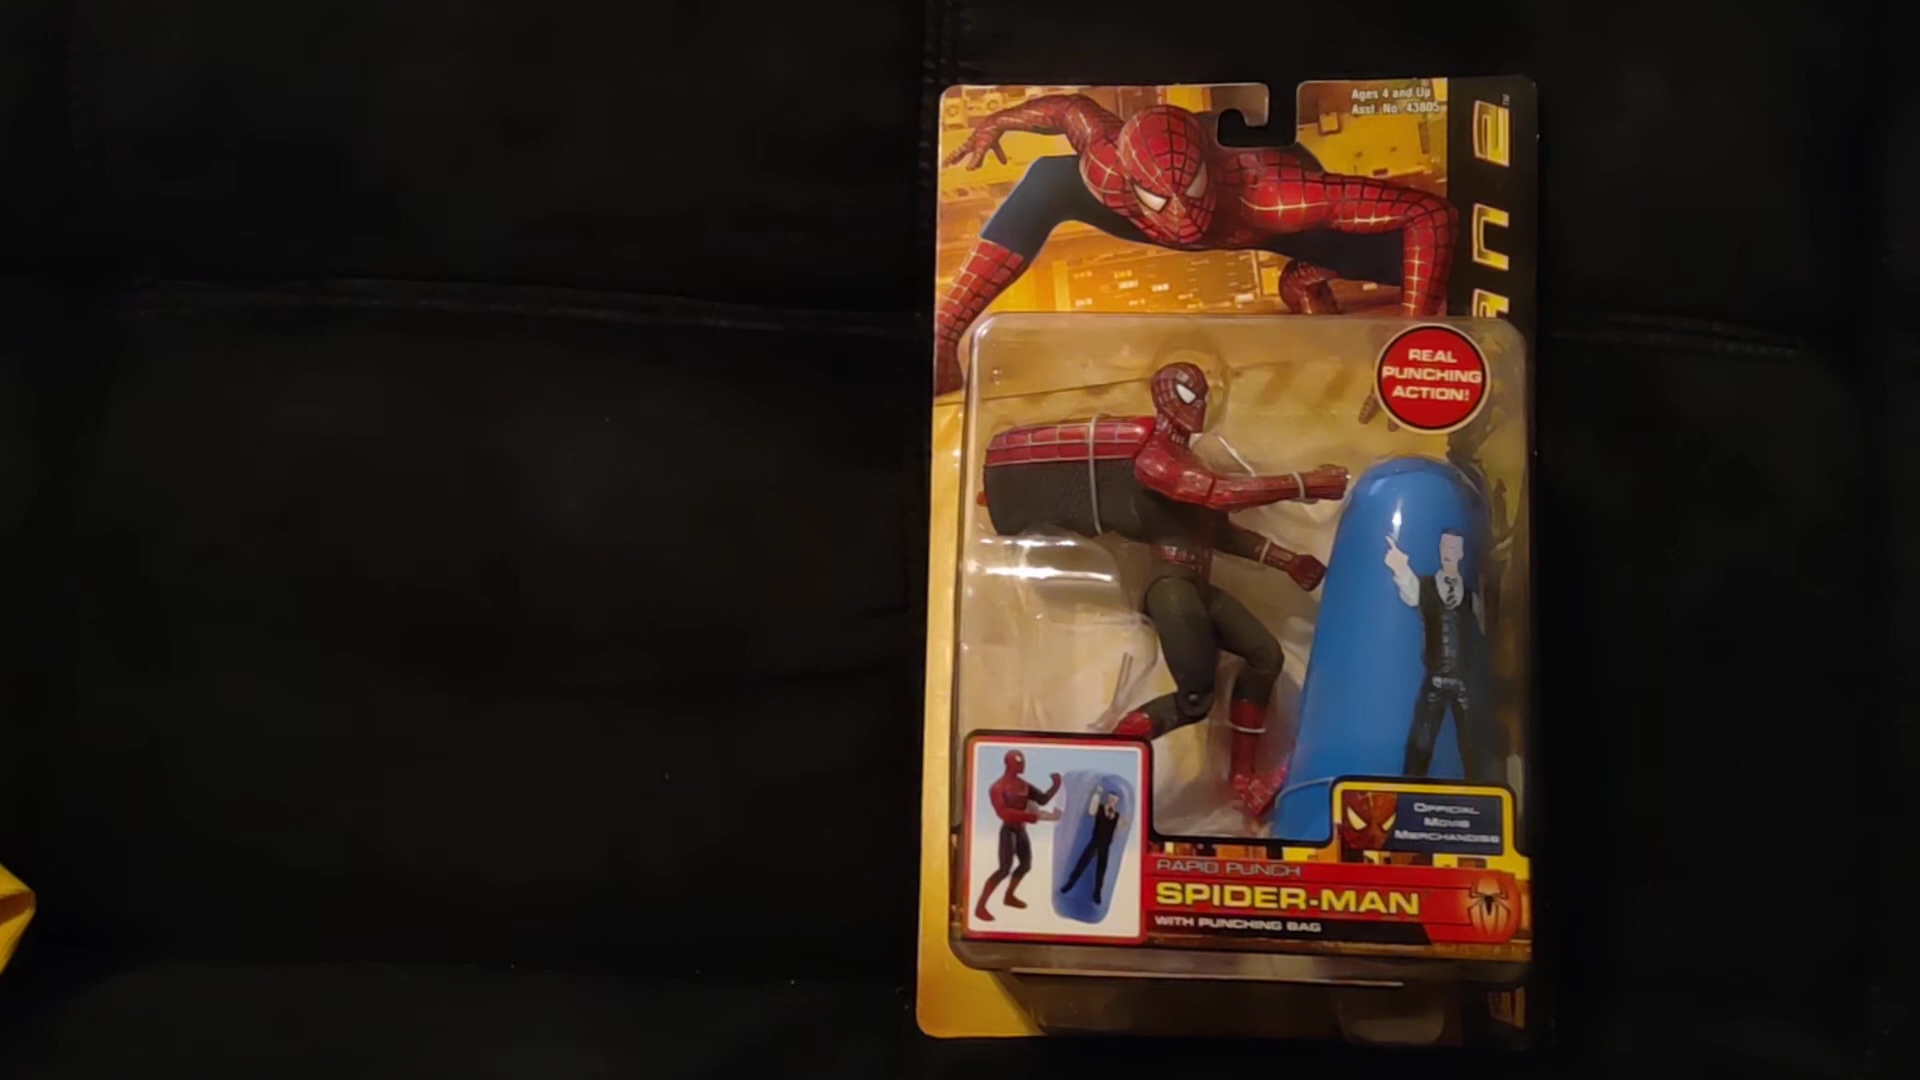 Ages 4 and Up
Asst. No. 43805
N 2
REAL
PUNCHING
ACTION!
OFFICIAL
MOVIE
MERCHANDISE
RAPID PUNCH
SPIDER-MAN
WITH PUNCHING BAG